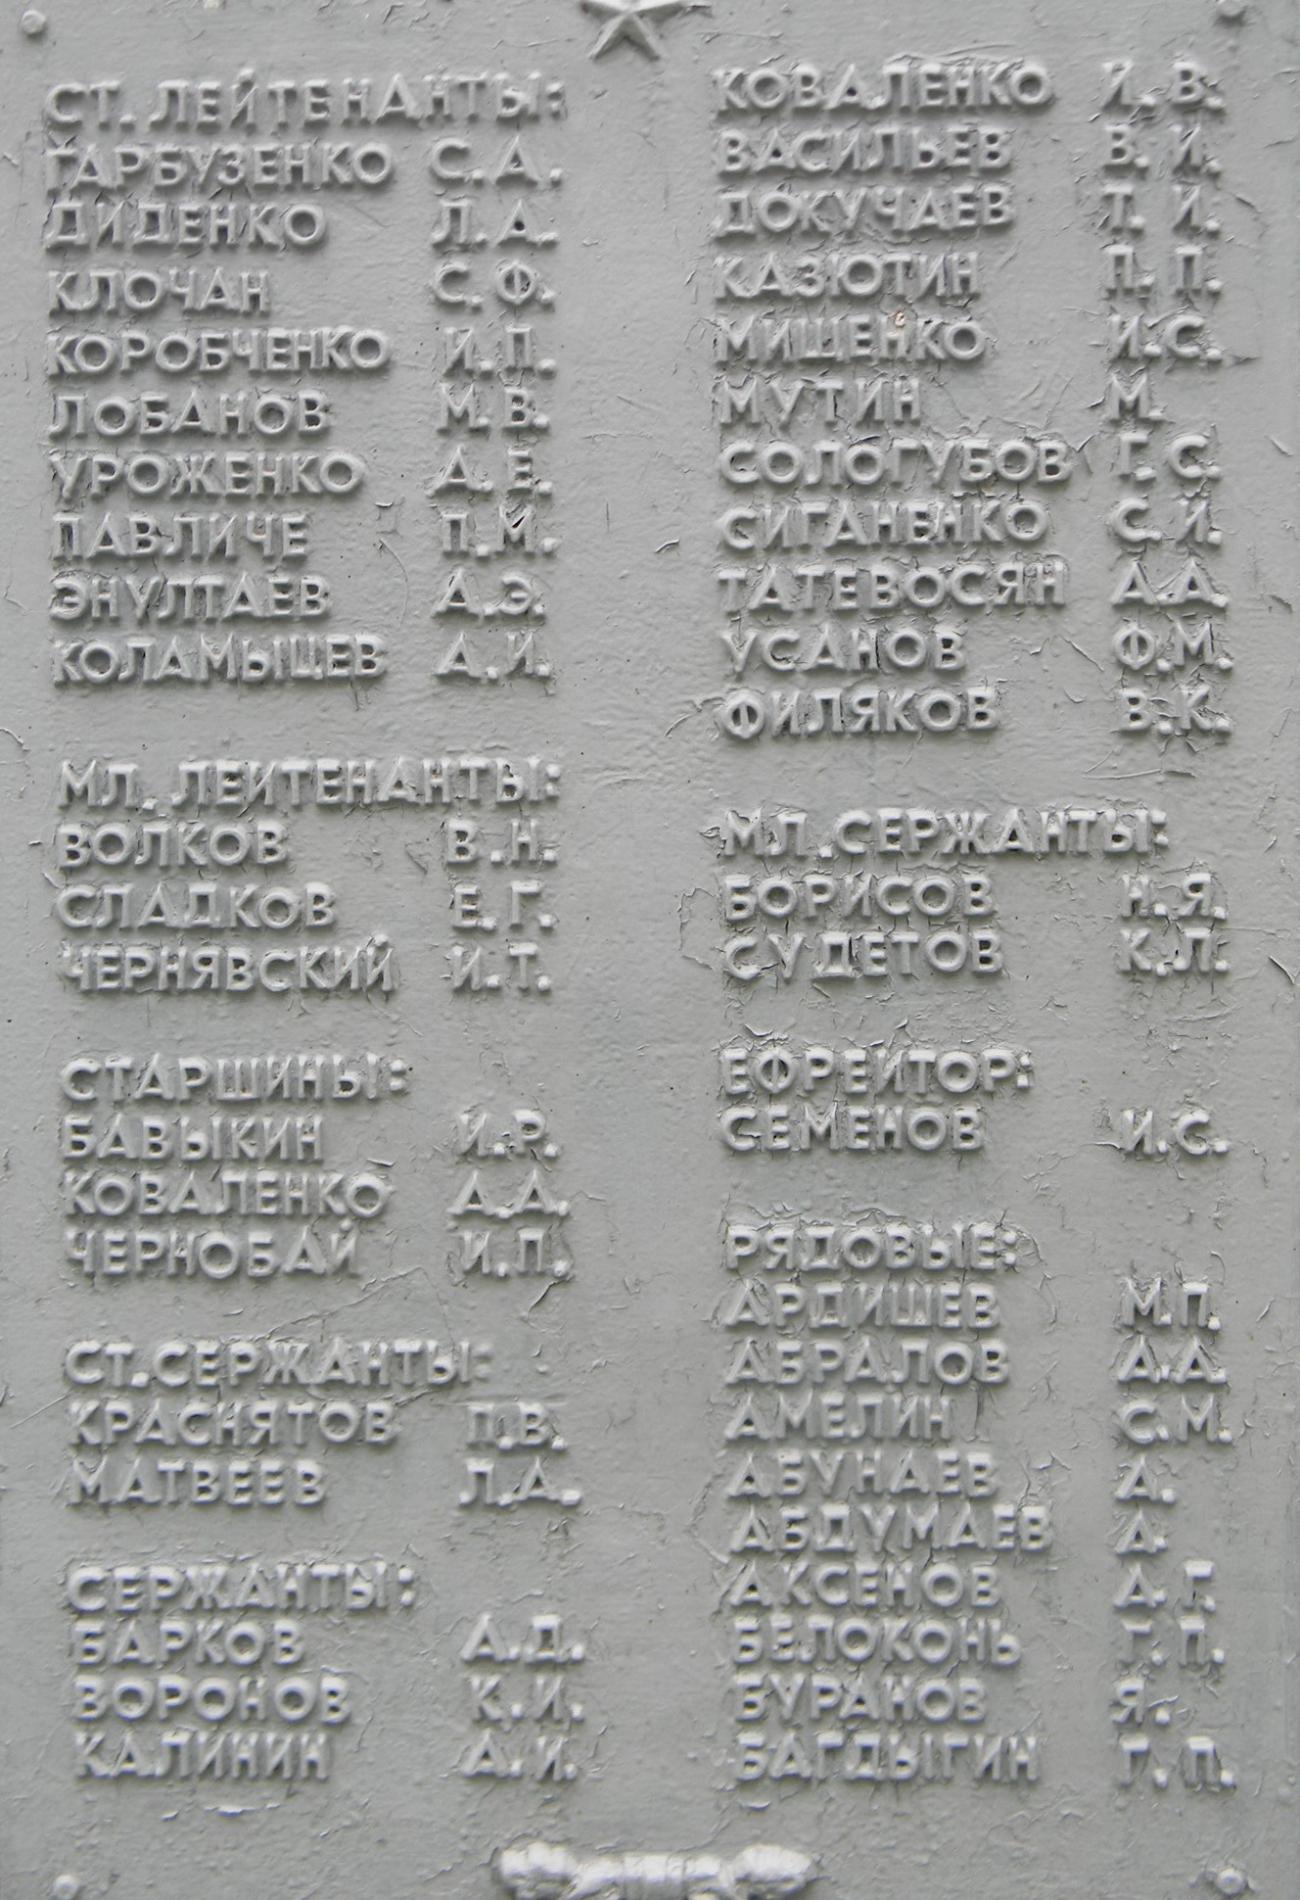 СТ. ЛЕЙТЕНАНТЫ:
ГАРБУЗЕНКО С.А.
ДИДЕНКО Л.А.
КЛОЧАН С.Ф.
КОРОБЧЕНКО И.П.
ЛОБАНОВ М.В.
УРОЖЕНКО А.Е.
ПАВЛИЧЕ П.М.
ЭНУЛТАЕВ А.Э.
КОЛАМЫЩЕВ А.И.
МЛ. ЛЕЙТЕНАНТЫ:
ВОЛКОВ В.Н.
СЛАДКОВ Е.Г.
ЧЕРНЯВСКИЙ И.Т.
СТАРШИНЫ:
БАВЫКИН И.Р.
КОВАЛЕНКО А.А.
ЧЕРНОБАЙ И.П.
СТ.СЕРЖАНТЫ:
КРАСНЯТОВ П.В.
МАТВЕЕВ Л.А.
СЕРЖАНТЫ:
БАРКОВ А.Д.
ВОРОНОВ К.И.
КАЛИНИН А.И.
КОВАЛЕНКО И.В.
ВАСИЛЬЕВ В.И.
ДОКУЧАЕВ Т.И.
КАЗЮТИН П.П.
МИЩЕНКО И.С.
МУТИН М.
СОЛОГУБОВ Г.С.
СИГАНЕНКО С.И.
ТАТЕВОСЯН А.А.
УСАНОВ Ф.М.
ФИЛЯКОВ В.К.
МЛ.СЕРЖАНТЫ:
БОРИСОВ Н.Я.
СУДЕТОВ К.Л.
ЕФРЕЙТОР:
СЕМЕНОВ И.С.
РЯДОВЫЕ:
АРДИШЕВ М.П.
АБРАЛОВ А.А.
АМЕЛИН С.М.
АБУНАЕВ А.
АБДУМАЕВ А.
АКСЕНОВ А.Г.
БЕЛОКОНЬ Г.П.
БУРАНОВ Я.
БАГДЫГИН Г.П.